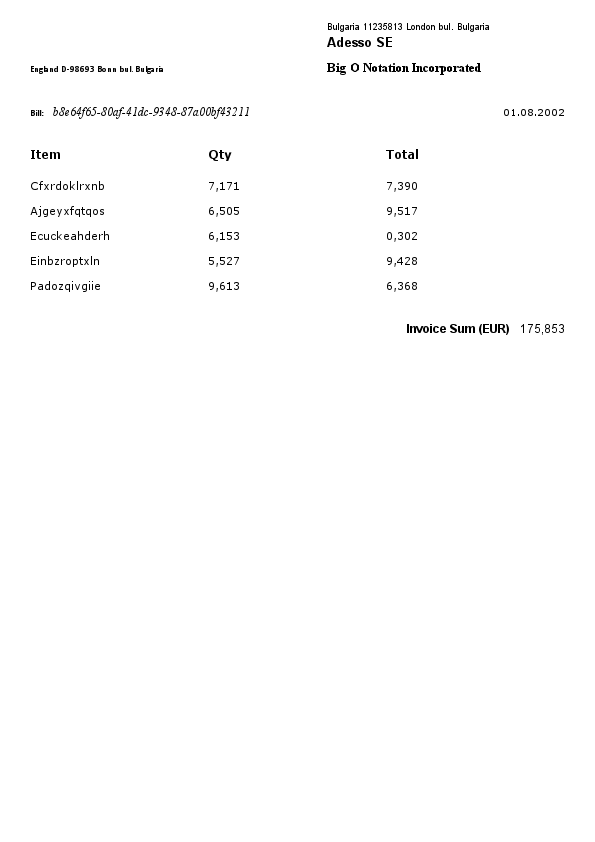 Bulgaria 11235813 London bul. Bulgaria
Adesso SE
England D-98693 Bonn bul. Bulgaria
Big O Notation Incorporated
Bill: b8e64f65-80af-41dc-9348-87a00bf43211 01.08.2002
Item Qty Total
Cfxrdoklrxnb 7,171 7,390
Ajgeyxfqtqos 6,505 9,517
Ecuckeahderh 6,153 0,302
Einbzroptxln 5,527 9,428
Padozqivgiie 9,613 6,368
Invoice Sum (EUR) 175,853